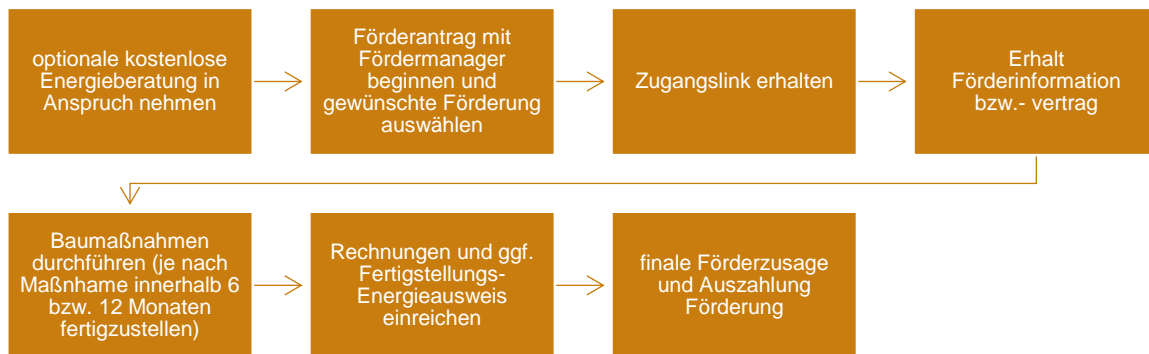 optionale kostenlose
Energieberatung in
Anspruch nehmen
Förderantrag mit
Fördermanager
beginnen und
gewünschte Förderung
auswählen
Zugangslink erhalten
Erhalt
Förderinformation
bzw.- vertrag
Baumaßnahmen
durchführen (je nach
Maßnhame innerhalb 6
bzw. 12 Monaten
fertigzustellen)
Rechnungen und ggf.
Fertigstellungs-
Energieausweis
einreichen
finale Förderzusage
und Auszahlung
Förderung